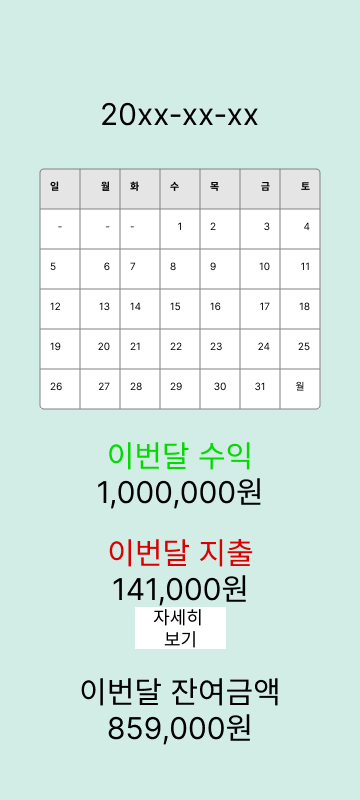 20xx-xx-xx
일 월 화 수 목 금 토
- - - 1 2 3 4
5 6 7 8 9 10 11
12 13 14 15 16 17 18
19 20 21 22 23 24 25
26 27 28 29 30 31 월
이번달 수익
1,000,000원
이번달 지출
141,000원
자세히
보기
이번달 잔여금액
859,000원